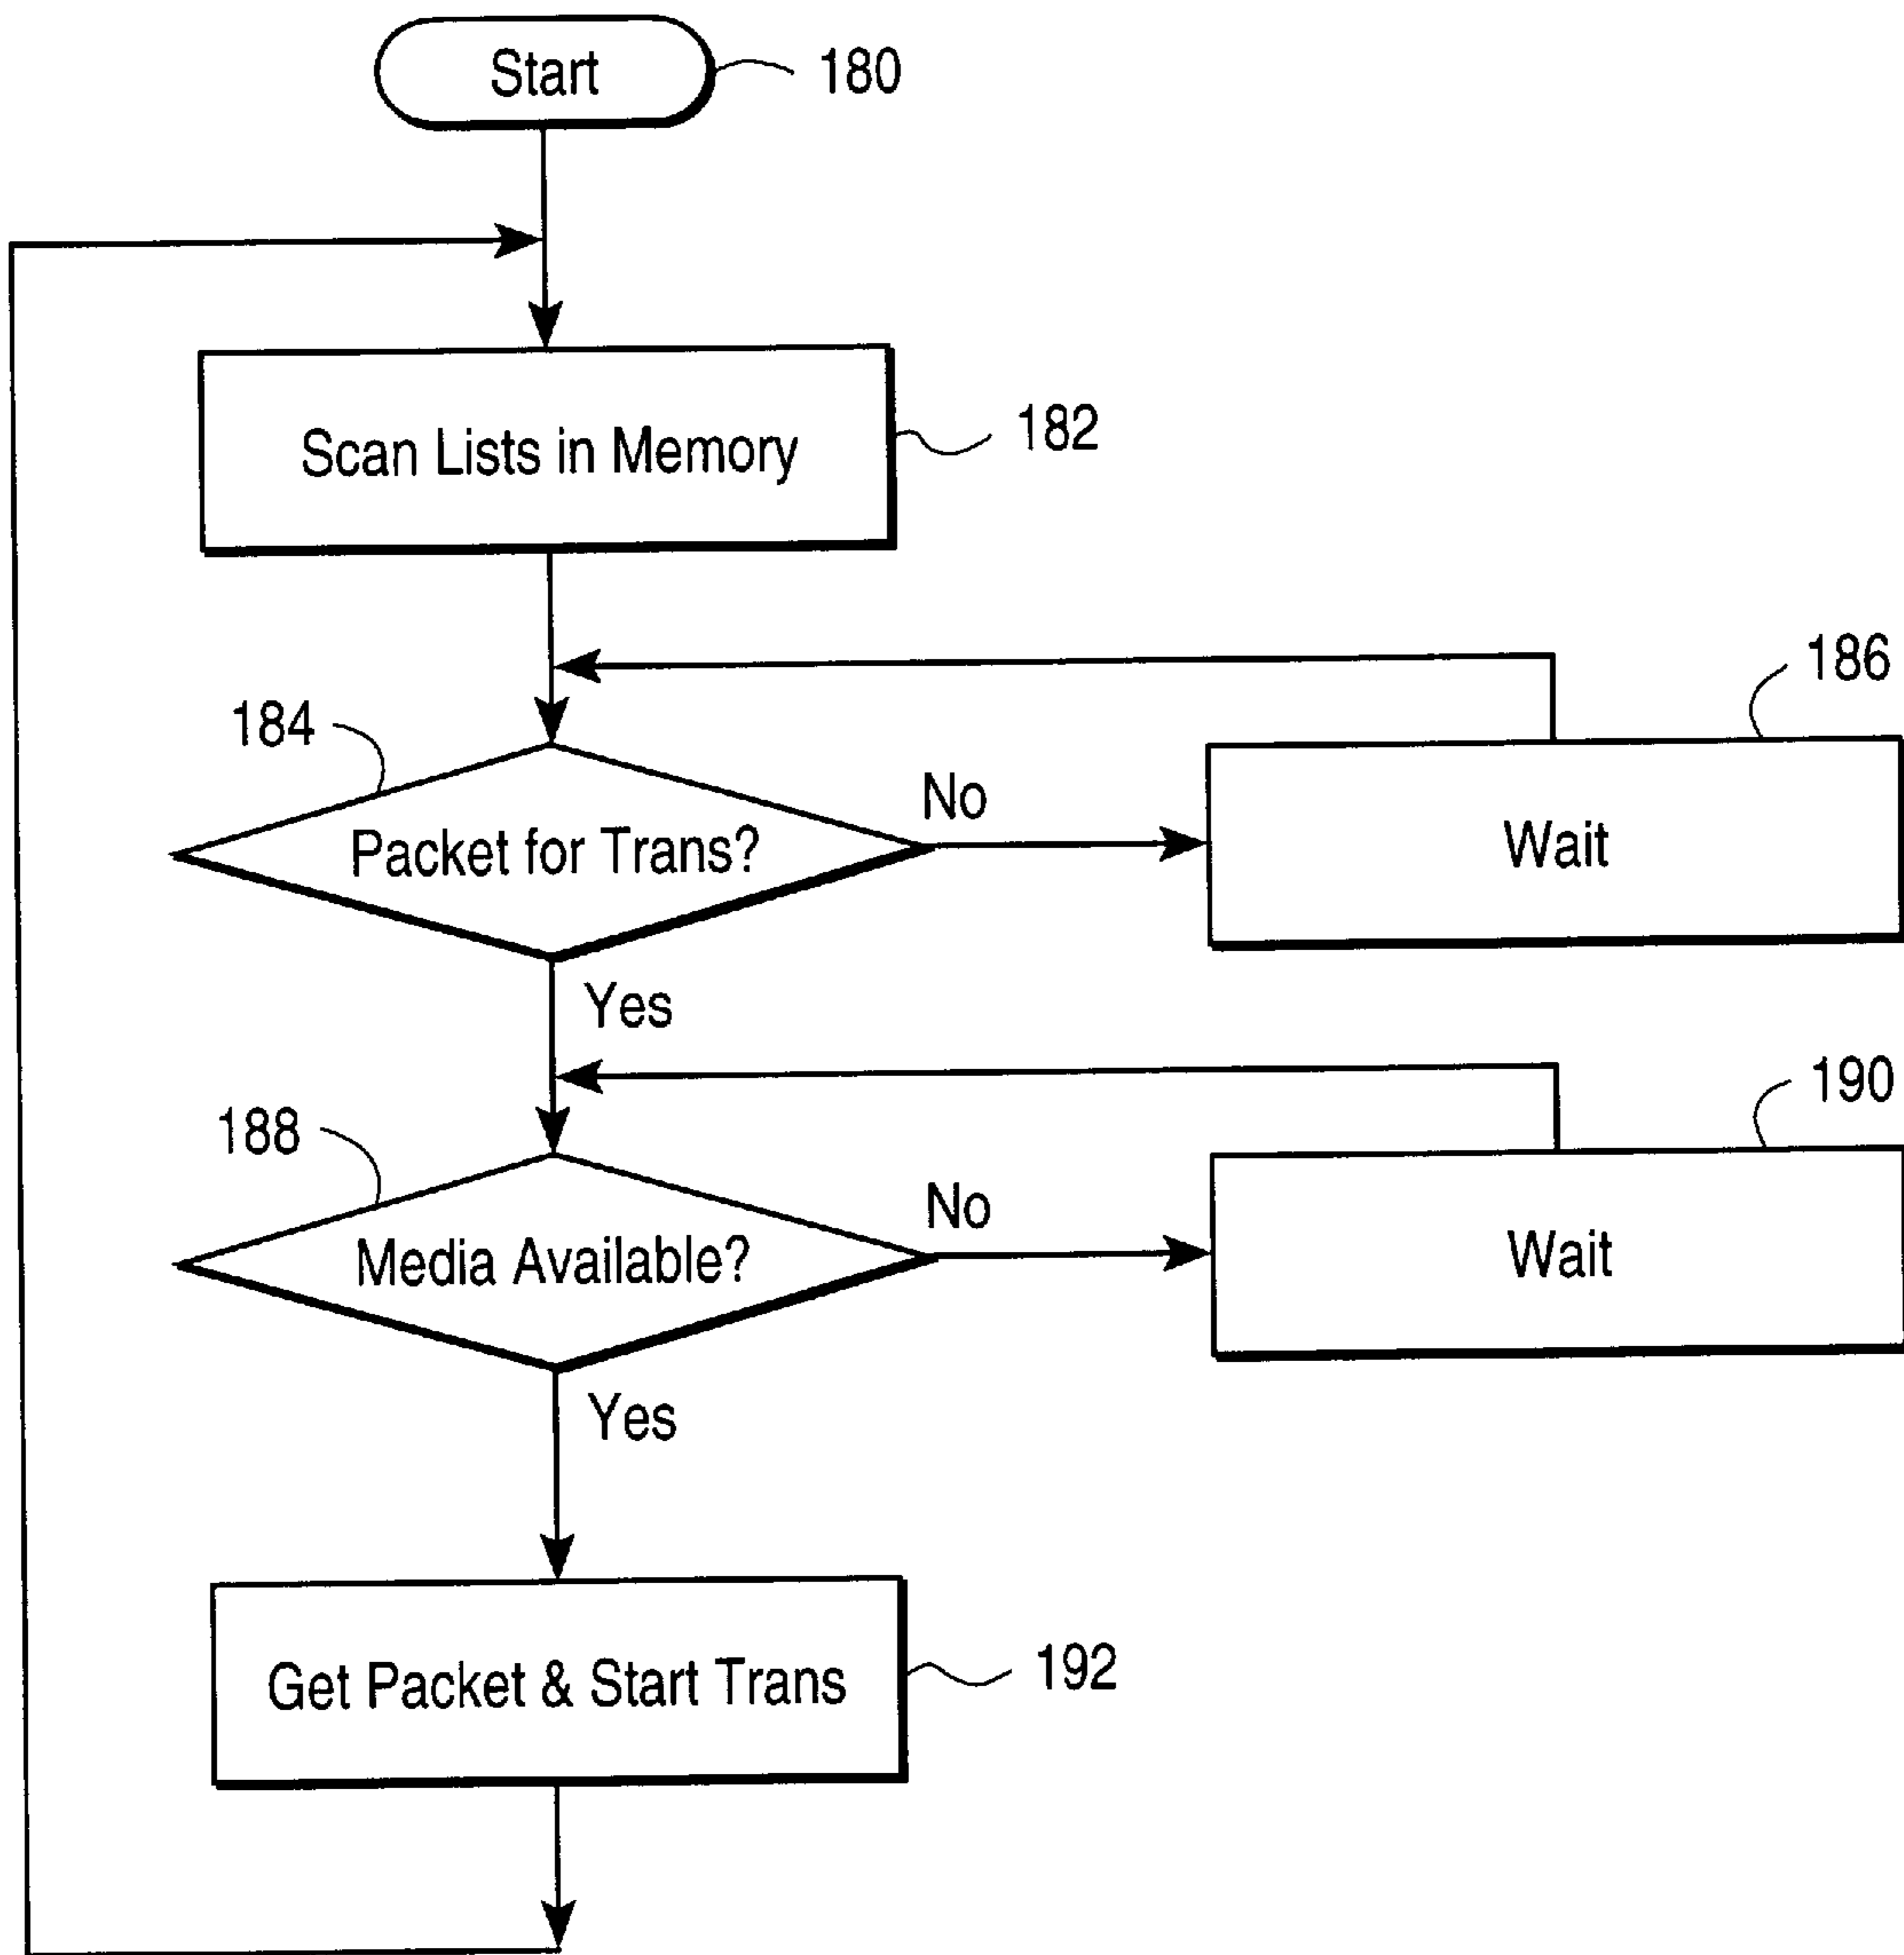 Start
180
Scan Lists in Memory
182
186
184
Packet for Trans?
No
Wait
Yes
190
188
Media Available?
No
Wait
Yes
Get Packet & Start Trans
192